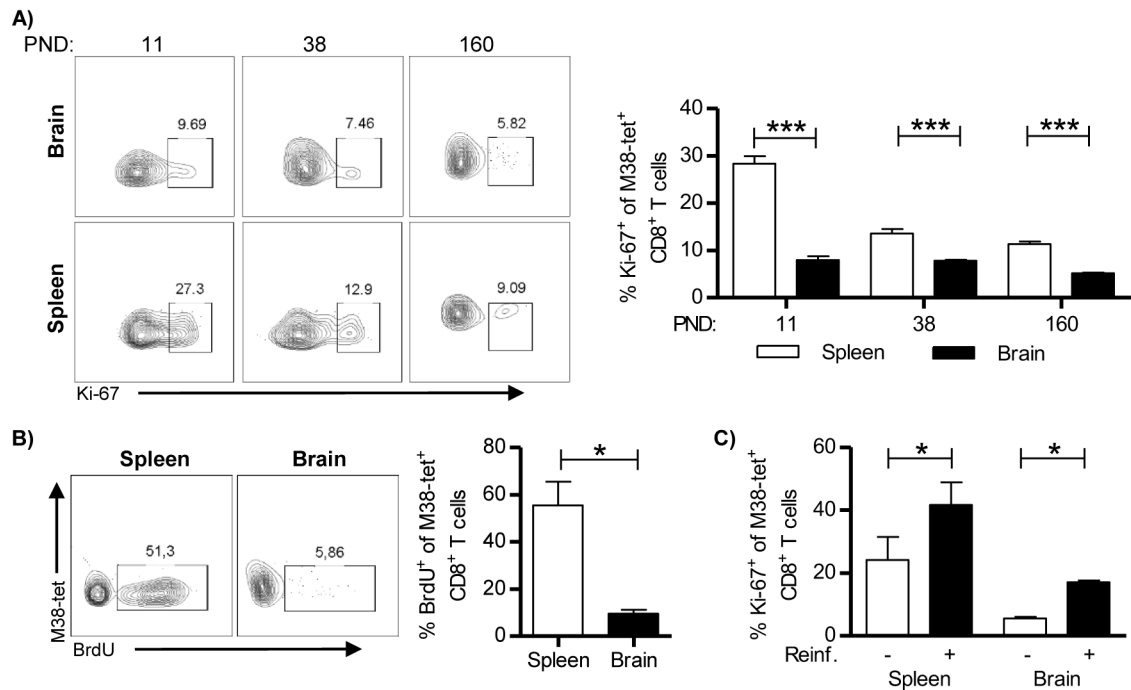 A)
PND: 11 38 160
Brain
9.69 7.46 5.82
Spleen
27.3 12.9 9.09
Ki-67
% Ki-67+ of M38-tet+
CD8+ T cells
40
30
20
10
0
*** *** ***
PND: 11 38 160
Spleen Brain
B)
Spleen Brain
M38-tet
51,3 5,86
BrdU
% BrdU+ of M38-tet+
CD8+ T cells
80
60
40
20
0
*
Spleen Brain
C)
% Ki-67+ of M38-tet+
CD8+ T cells
60
40
20
0
* *
Reinf. - + - +
Spleen Brain